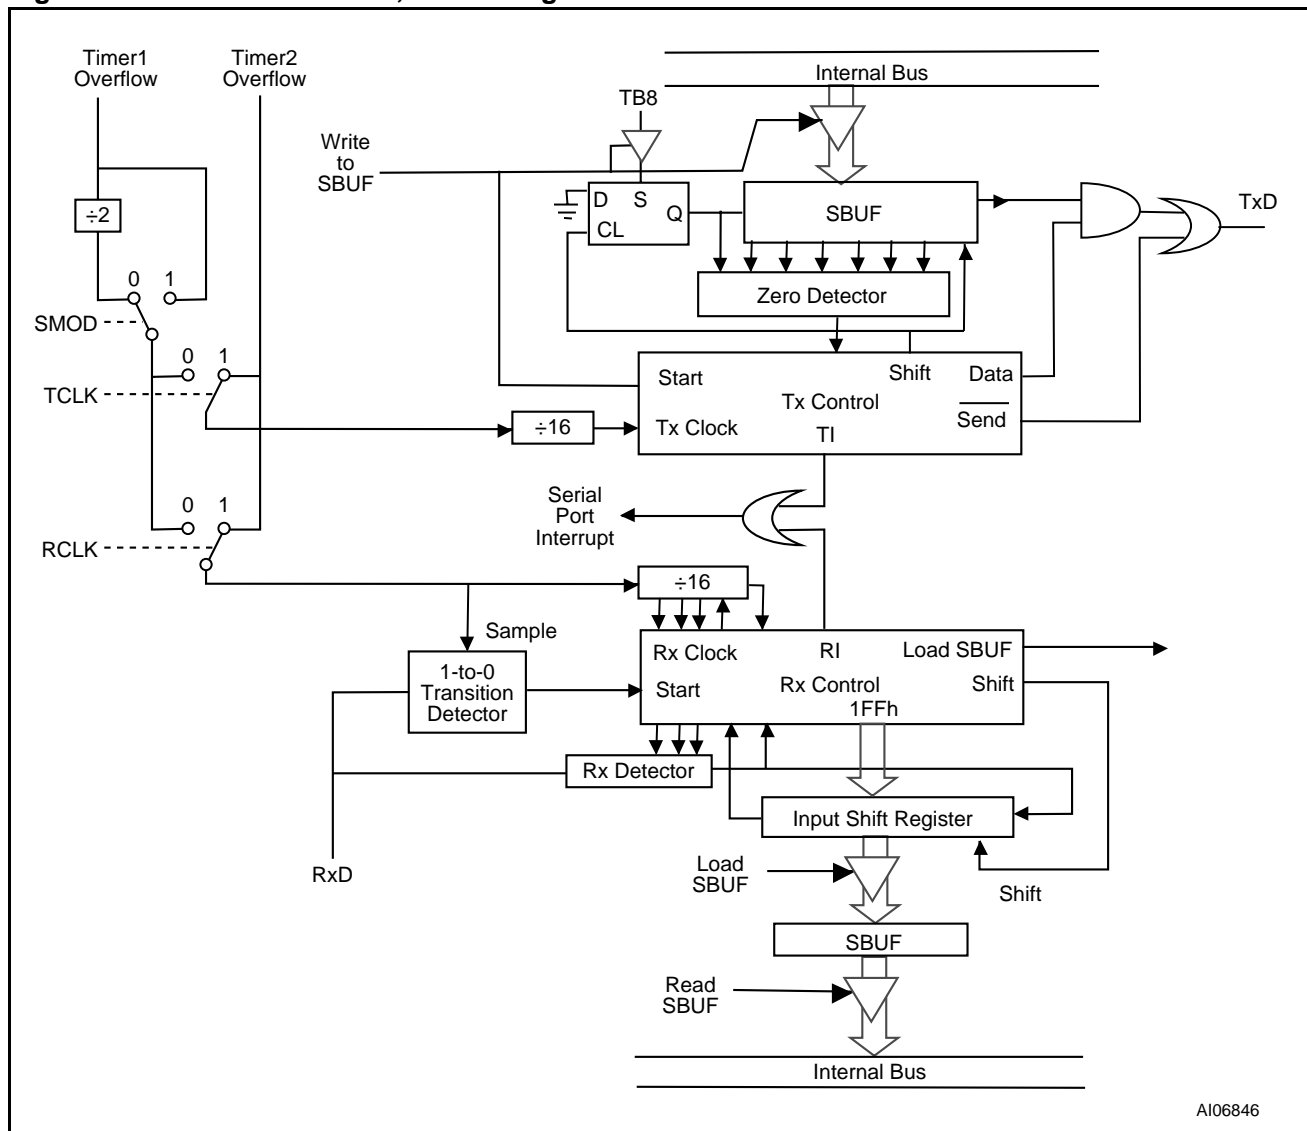 Timer1
Overflow
Timer2
Overflow
Internal Bus
TB8
Write
to
SBUF
D S
Q
CL
SBUF
TxD
÷2
0 1
Zero Detector
SMOD
0 1
TCLK
Start
Shift
Data
Tx Control
Send
÷16
Tx Clock
TI
Serial
Port
Interrupt
0 1
RCLK
÷16
Sample
1-to-0
Transition
Detector
Rx Clock
RI
Load SBUF
Start
Rx Control
Shift
1FFh
Rx Detector
Input Shift Register
RxD
Load
SBUF
Shift
SBUF
Read
SBUF
Internal Bus
AI06846